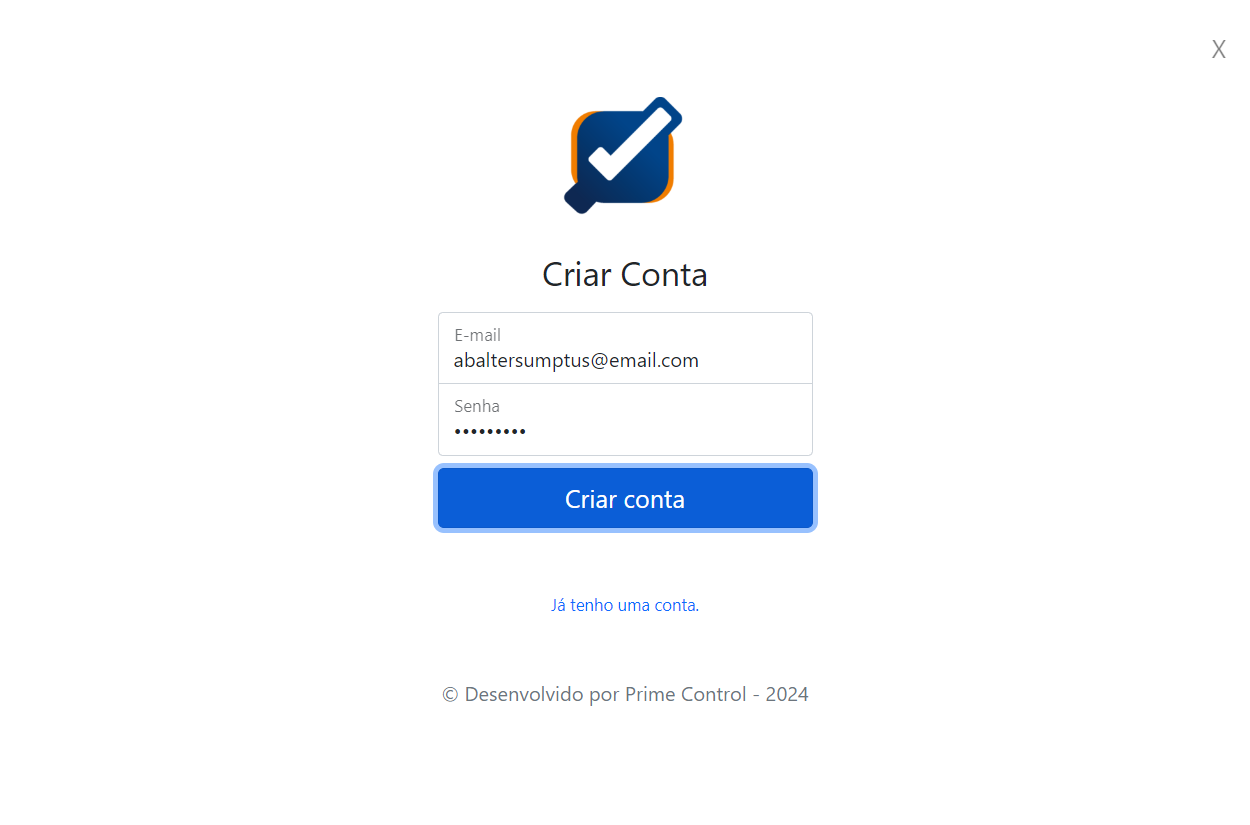 X
Criar Conta
E-mail
abaltersumptus@email.com
Senha
•••••••••
Criar conta
Já tenho uma conta.
© Desenvolvido por Prime Control - 2024